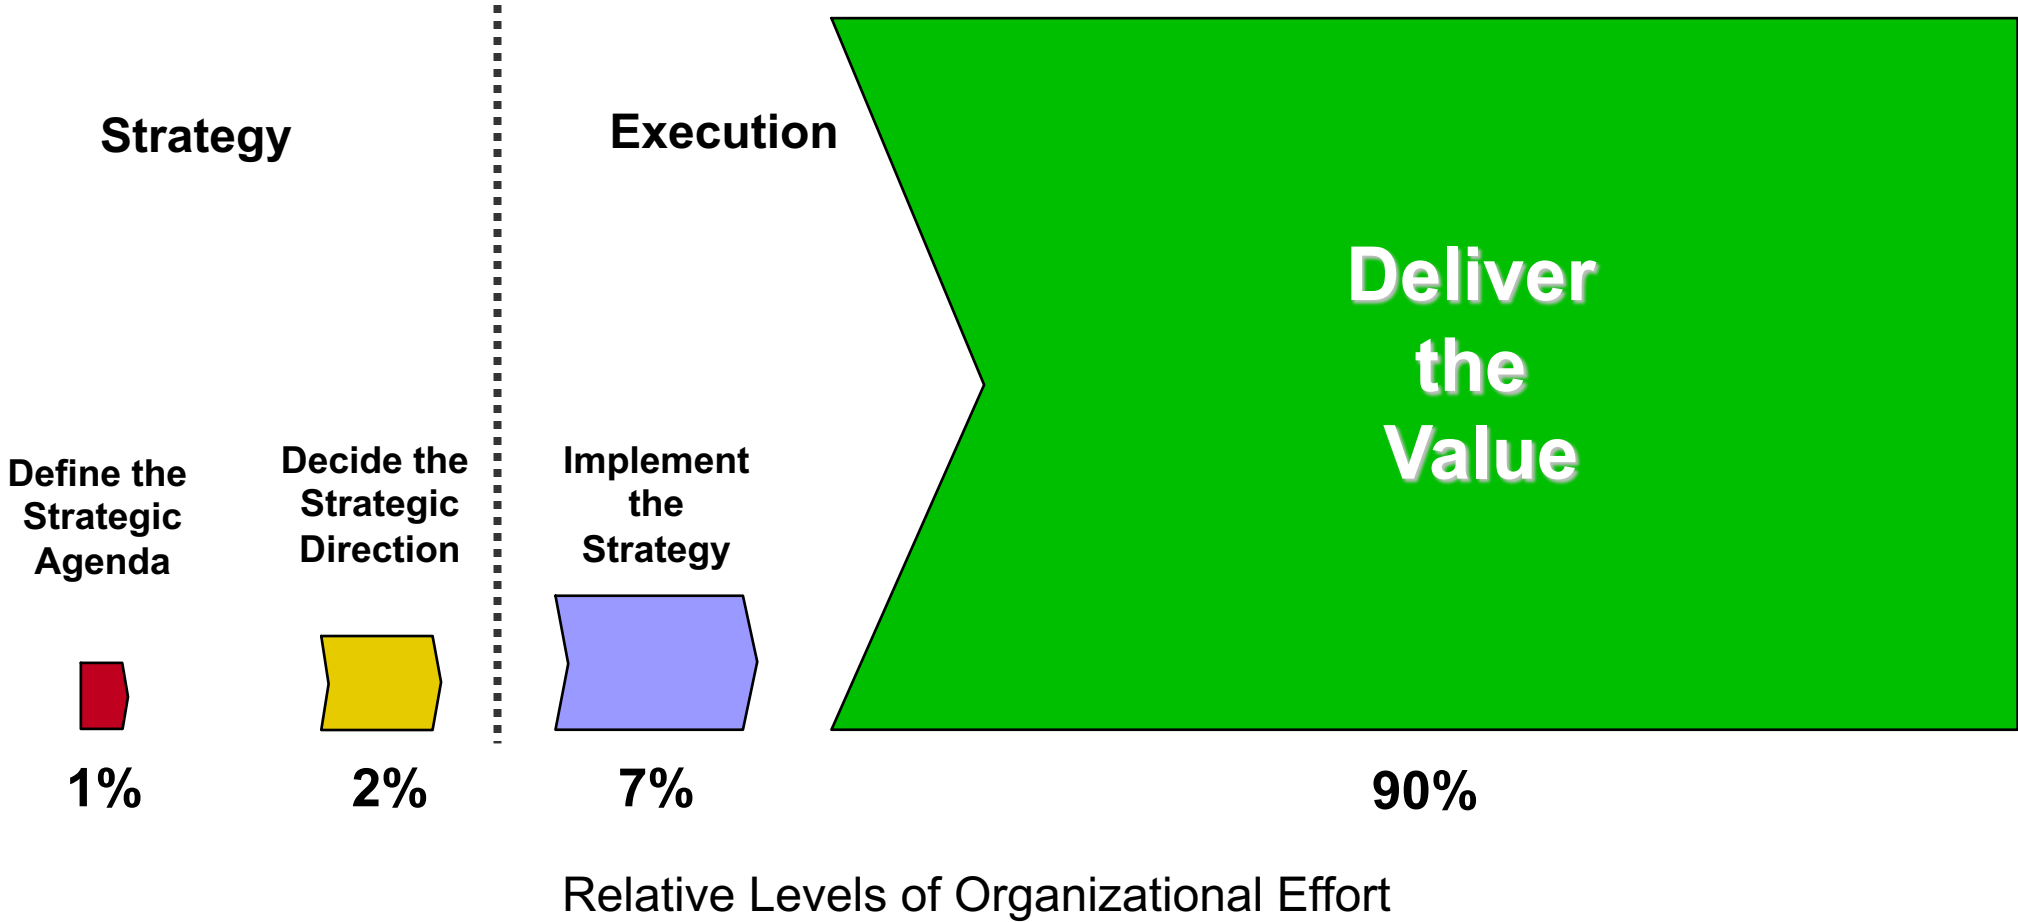 Strategy
Execution
Define the
Strategic
Agenda
Decide the
Strategic
Direction
Implement
the
Strategy
Deliver
the
Value
1%
2%
7%
90%
Relative Levels of Organizational Effort